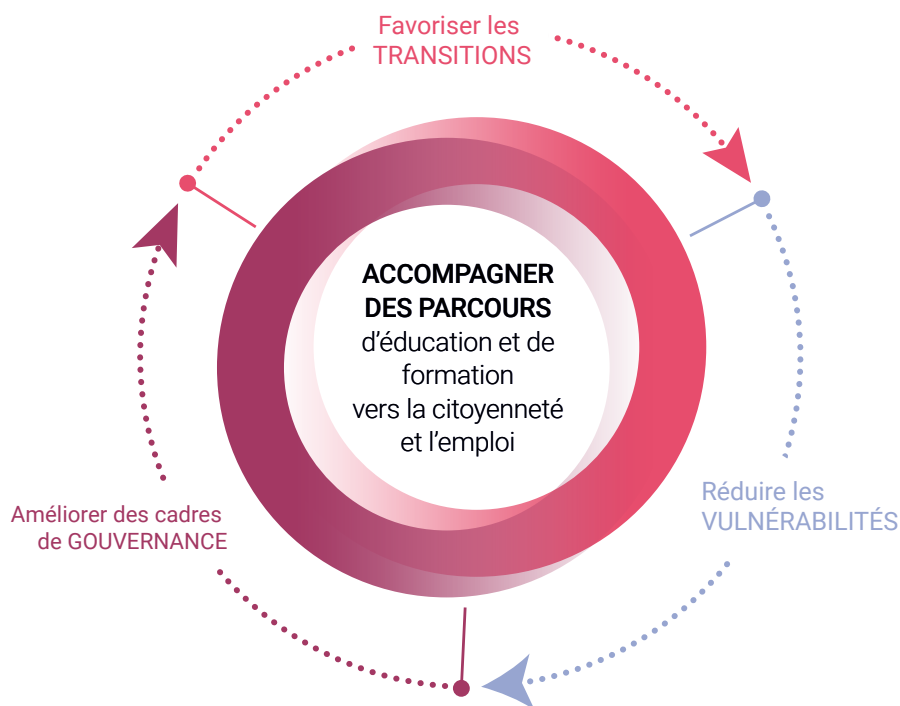 Favoriser les
TRANSITIONS
ACCOMPAGNER
DES PARCOURS
d'éducation et de
formation
vers la citoyenneté
et l'emploi
Réduire les
VULNÉRABILITÉS
Améliorer des cadres
de GOUVERNANCE